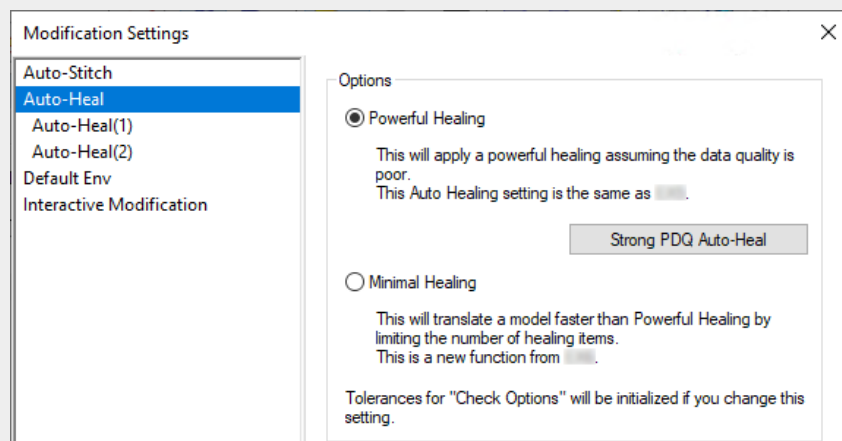 Modification Settings
Auto-Stitch
Auto-Heal
Auto-Heal(1)
Auto-Heal(2)
Default Env
Interactive Modification
Options
Powerful Healing
This will apply a powerful healing assuming the data quality is
poor.
This Auto Healing setting is the same as .
Strong PDQ Auto-Heal
Minimal Healing
This will translate a model faster than Powerful Healing by
limiting the number of healing items.
This is a new function from .
Tolerances for "Check Options" will be initialized if you change this
setting.